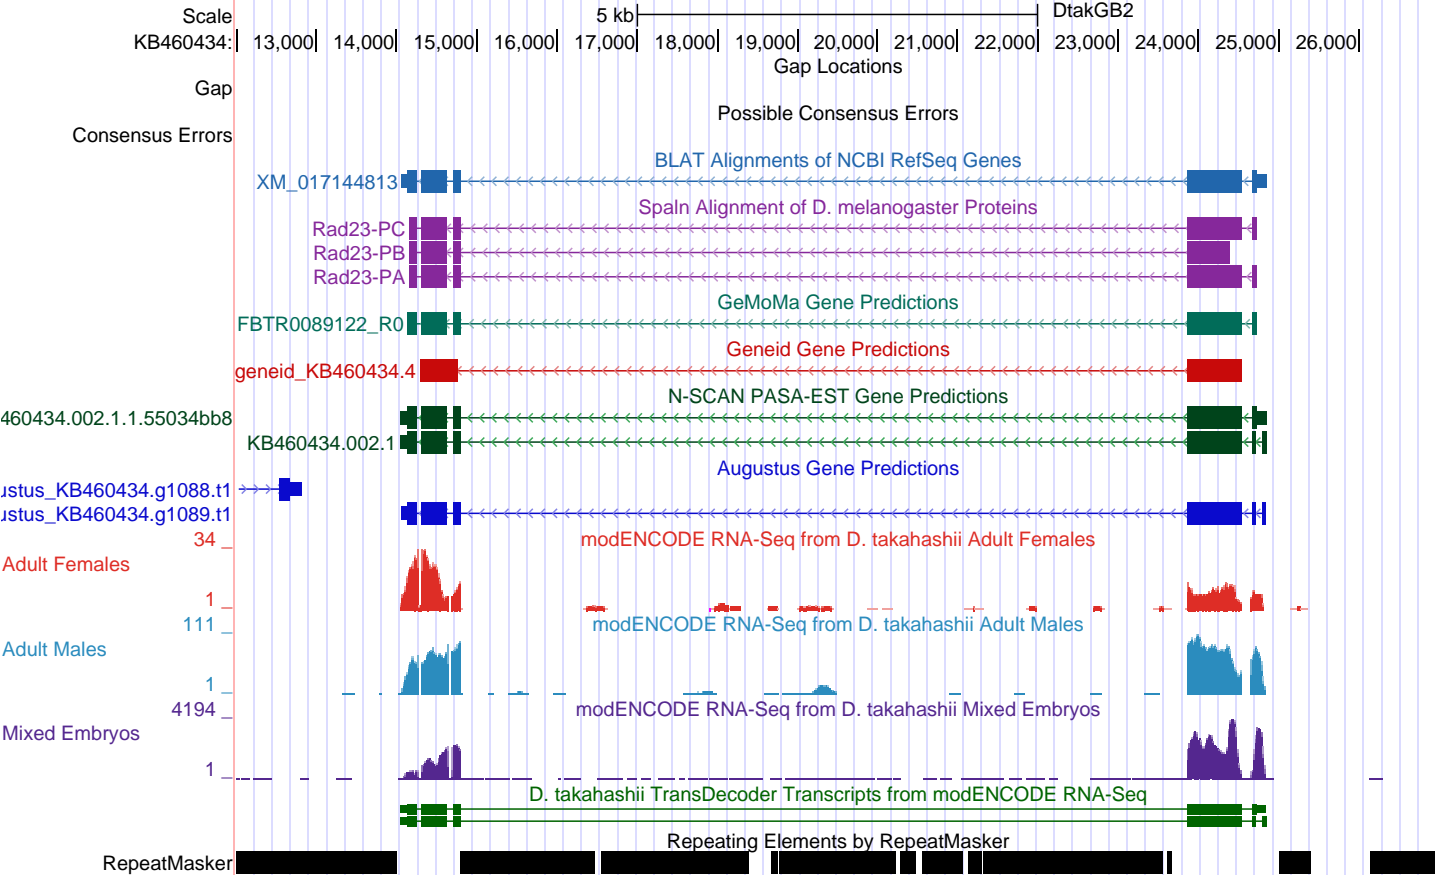 Scale 5 kb DtakGB2
KB460434: 13,000 14,000 15,000 16,000 17,000 18,000 19,000 20,000 21,000 22,000 23,000 24,000 25,000 26,000
Gap Locations
Gap
Possible Consensus Errors
Consensus Errors
BLAT Alignments of NCBI RefSeq Genes
XM_017144813
Spaln Alignment of D. melanogaster Proteins
Rad23-PC
Rad23-PB
Rad23-PA
GeMoMa Gene Predictions
FBTR0089122_R0
Geneid Gene Predictions
geneid_KB460434.4
N-SCAN PASA-EST Gene Predictions
460434.002.1.1.55034bb8
KB460434.002.1
Augustus Gene Predictions
ustus_KB460434.g1088.t1
ustus_KB460434.g1089.t1
34 _
modENCODE RNA-Seq from D. takahashii Adult Females
Adult Females
1 _
111 _
modENCODE RNA-Seq from D. takahashii Adult Males
Adult Males
1 _
4194 _
modENCODE RNA-Seq from D. takahashii Mixed Embryos
Mixed Embryos
1 _
D. takahashii TransDecoder Transcripts from modENCODE RNA-Seq
Repeating Elements by RepeatMasker
RepeatMasker